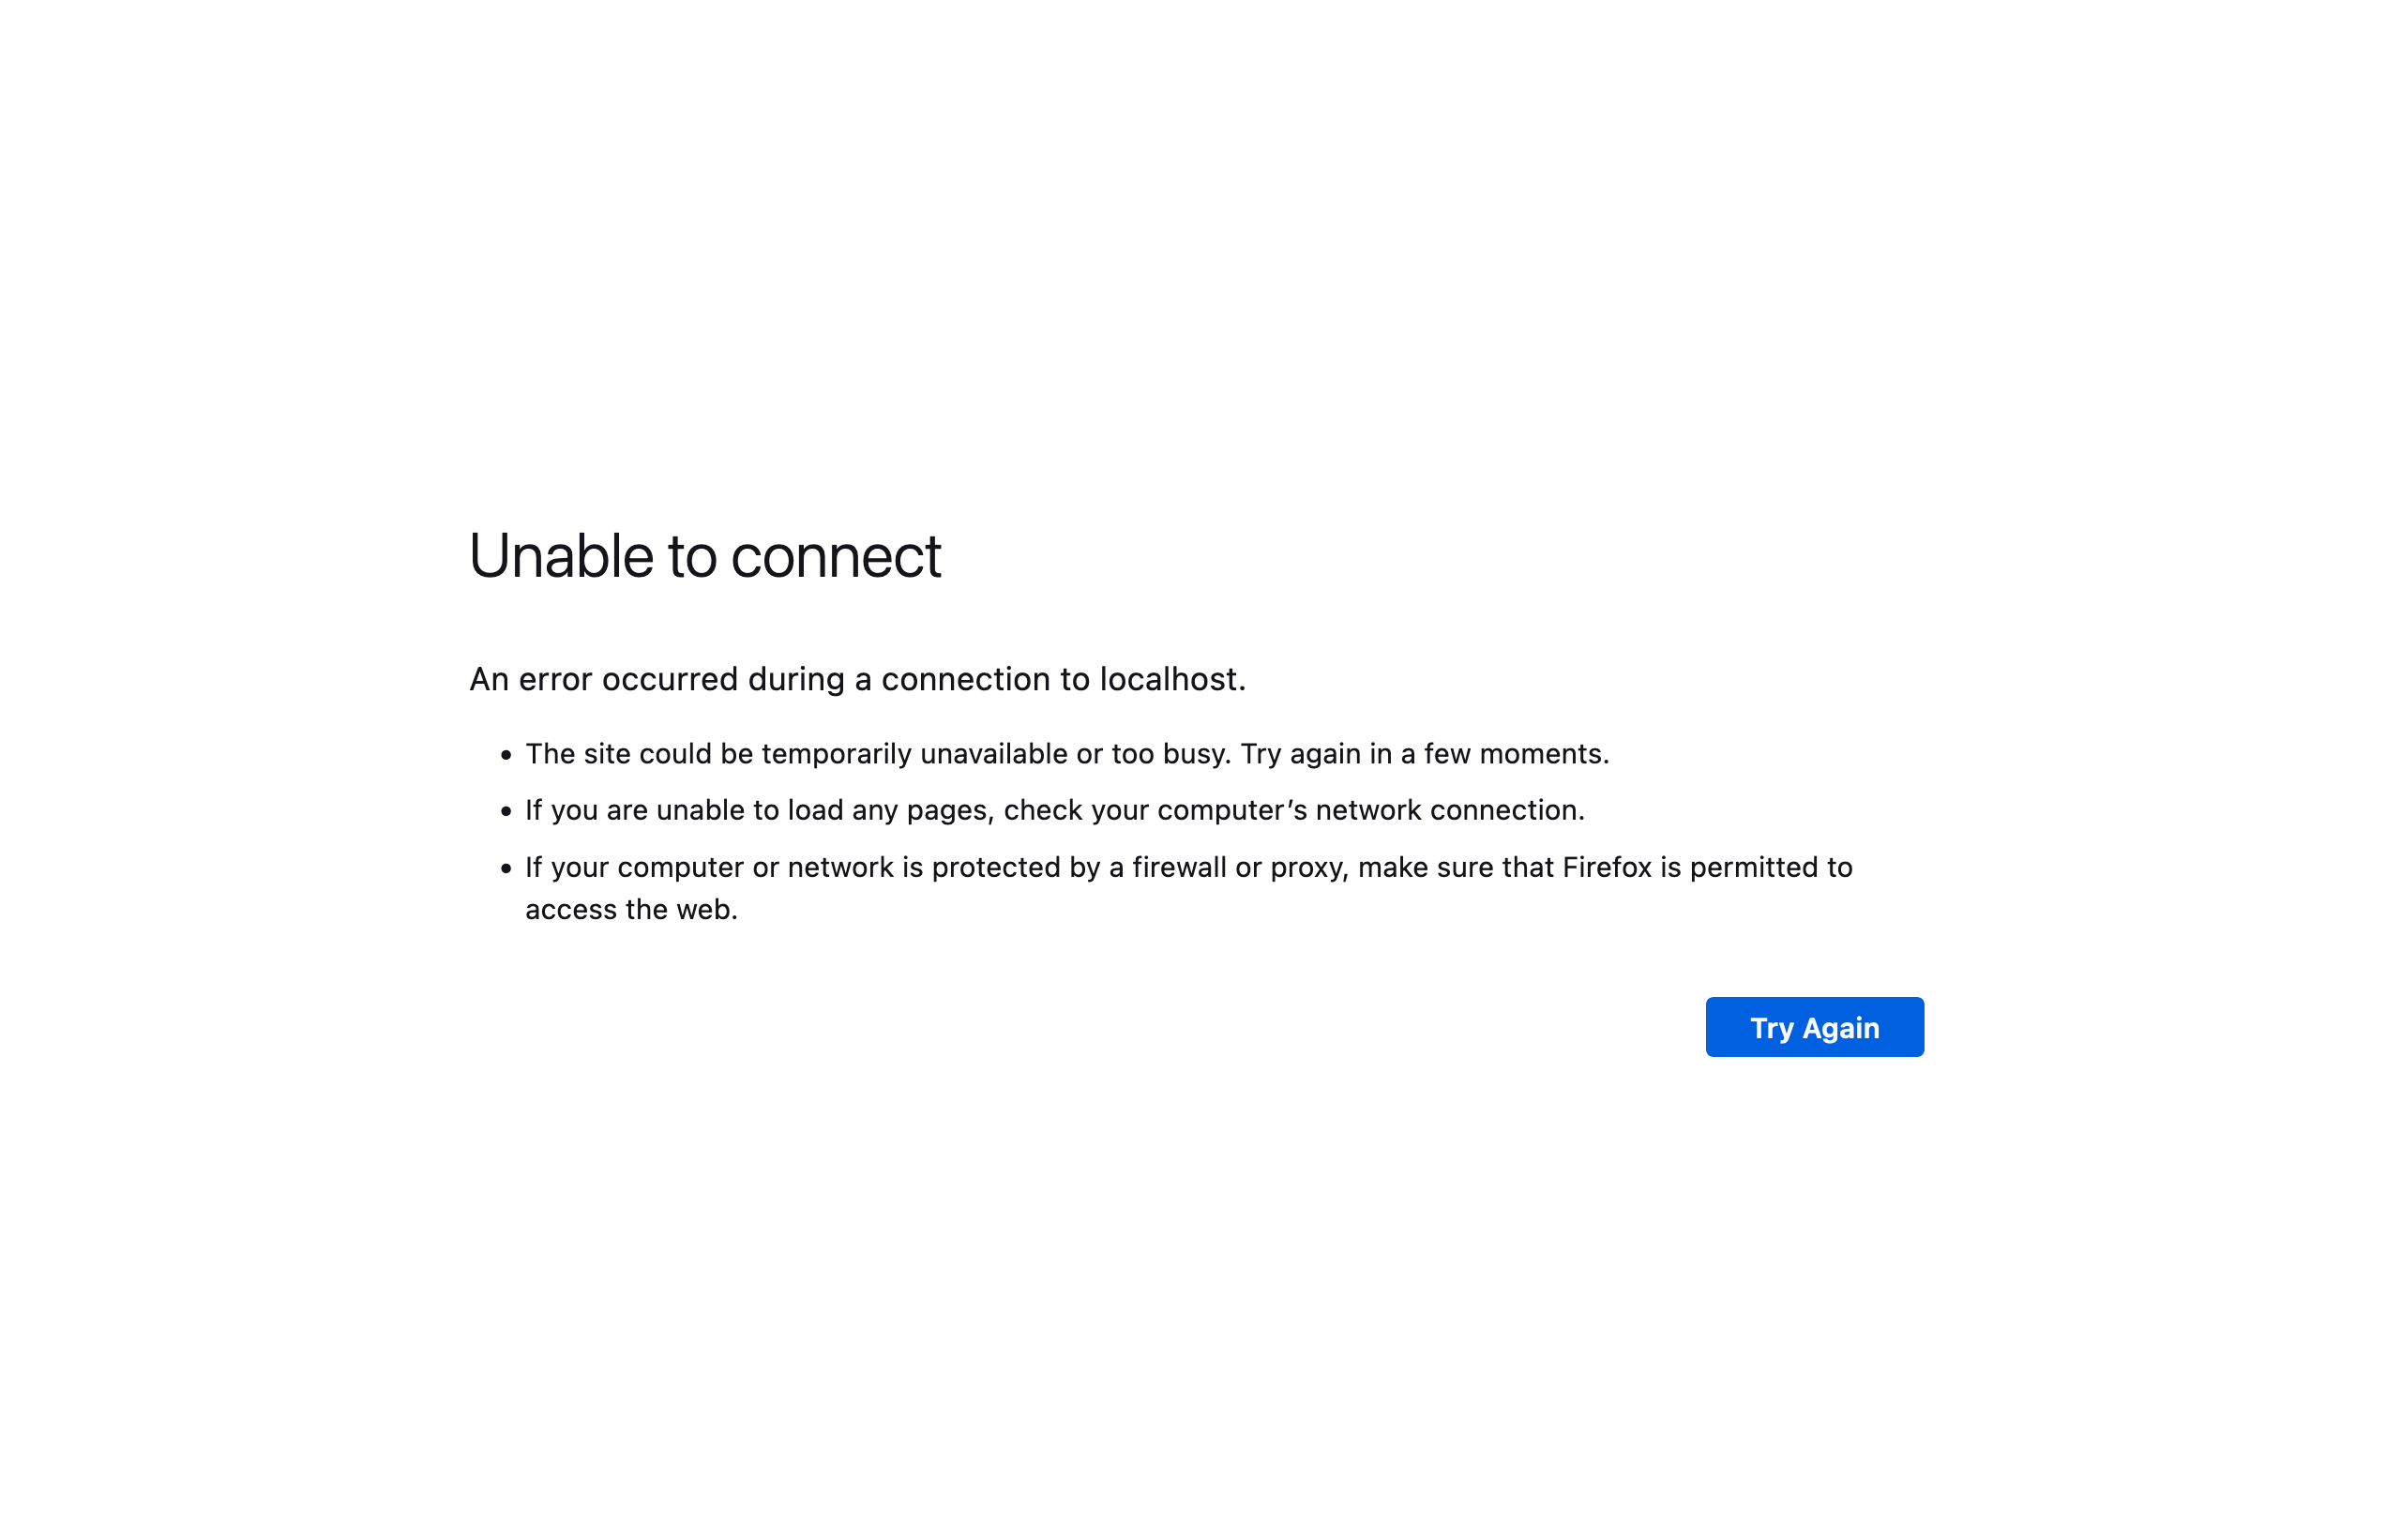 Unable to connect
An error occurred during a connection to localhost.
• The site could be temporarily unavailable or too busy. Try again in a few moments.
• If you are unable to load any pages, check your computer’s network connection.
• If your computer or network is protected by a firewall or proxy, make sure that Firefox is permitted to
access the web.
Try Again